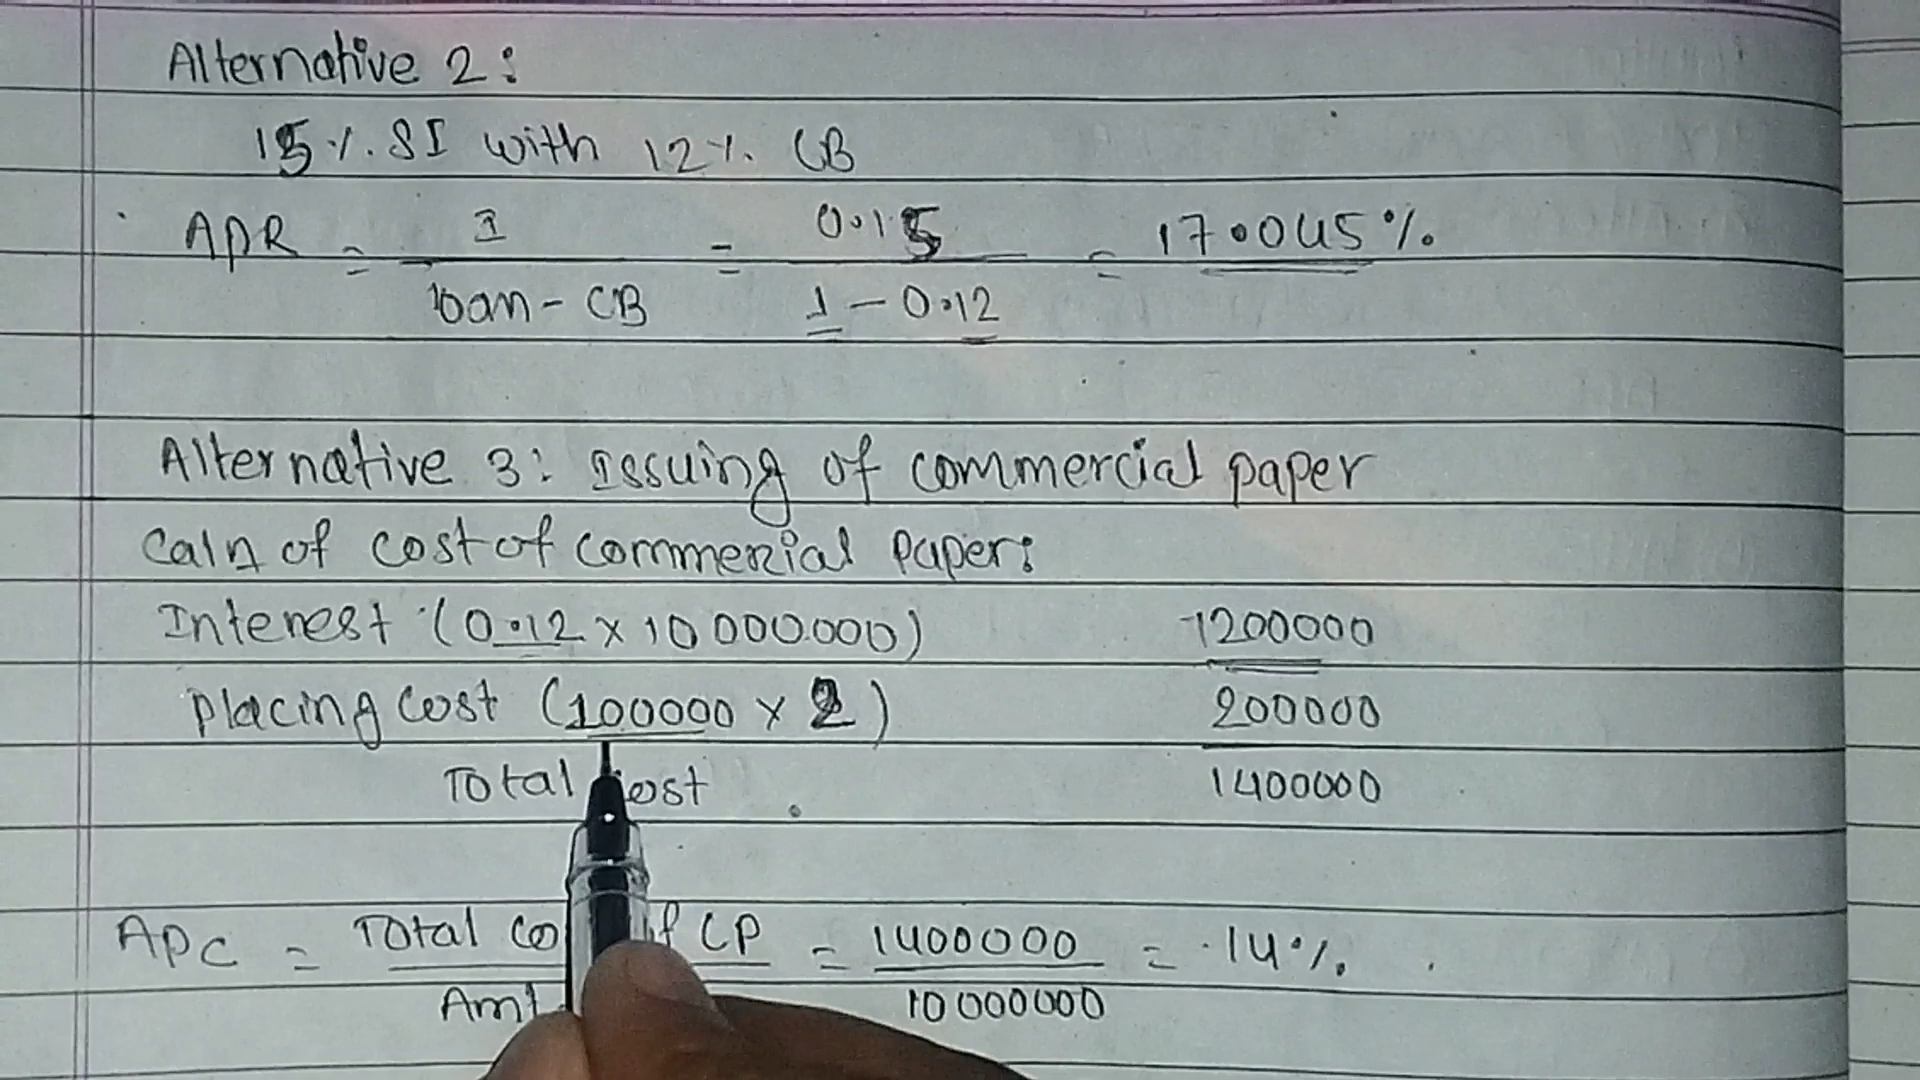 Alternative 2:
15%. SI with 12%. CB
APR = I / loan - CB = 0.15 / 1 - 0.12 = 17.045%.
Alternative 3: Issuing of commercial paper
Caln of cost of commercial Paper:
Interest (0.12 x 10000000) 1200000
Placing Cost (100000 x 2) 200000
Total 1400000
APC = Total CP / Amt = 1400000 / 10000000 = 14%.